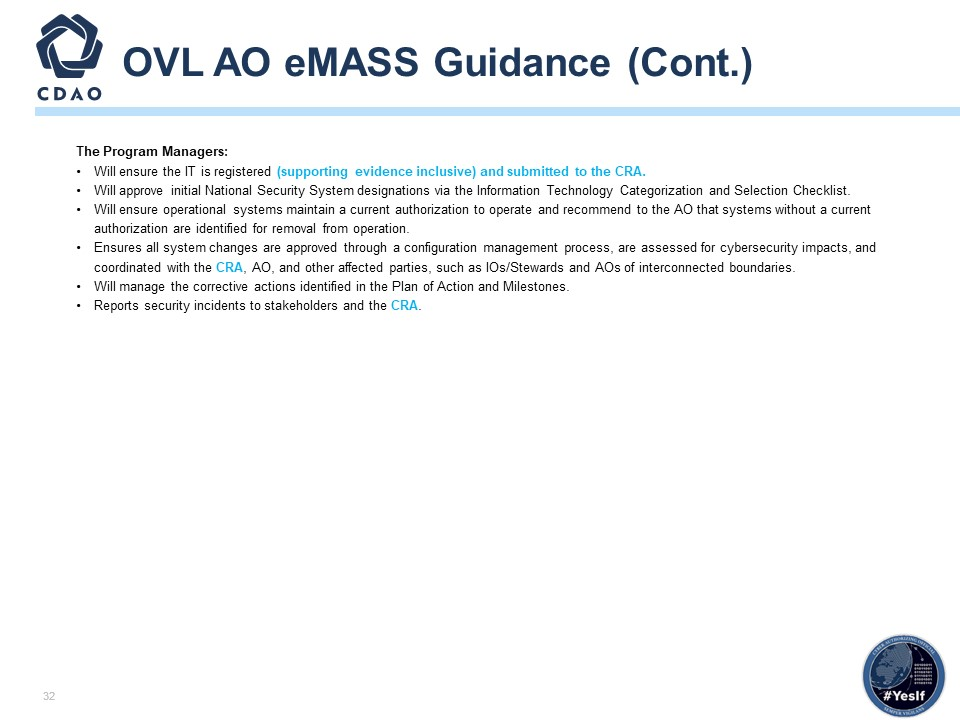 CDAO
OVL AO eMASS Guidance (Cont.)
The Program Managers:
• Will ensure the IT is registered (supporting evidence inclusive) and submitted to the CRA.
• Will approve initial National Security System designations via the Information Technology Categorization and Selection Checklist.
• Will ensure operational systems maintain a current authorization to operate and recommend to the AO that systems without a current
authorization are identified for removal from operation.
• Ensures all system changes are approved through a configuration management process, are assessed for cybersecurity impacts, and
coordinated with the CRA, AO, and other affected parties, such as IOs/Stewards and AOs of interconnected boundaries.
• Will manage the corrective actions identified in the Plan of Action and Milestones.
• Reports security incidents to stakeholders and the CRA.
32
#YesIf